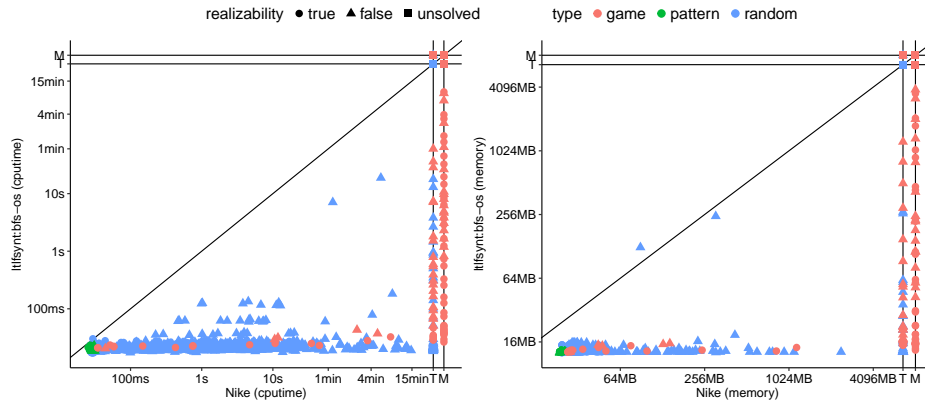 realizability true false unsolved type game pattern random
M
T
15min
4min
1min
10s
1s
100ms
ltlfsynt:bfs-os (cputime)
100ms 1s 10s 1min 4min 15min T M
Nike (cputime)
M
T
4096MB
1024MB
256MB
64MB
16MB
ltlfsynt:bfs-os (memory)
64MB 256MB 1024MB 4096MB T M
Nike (memory)